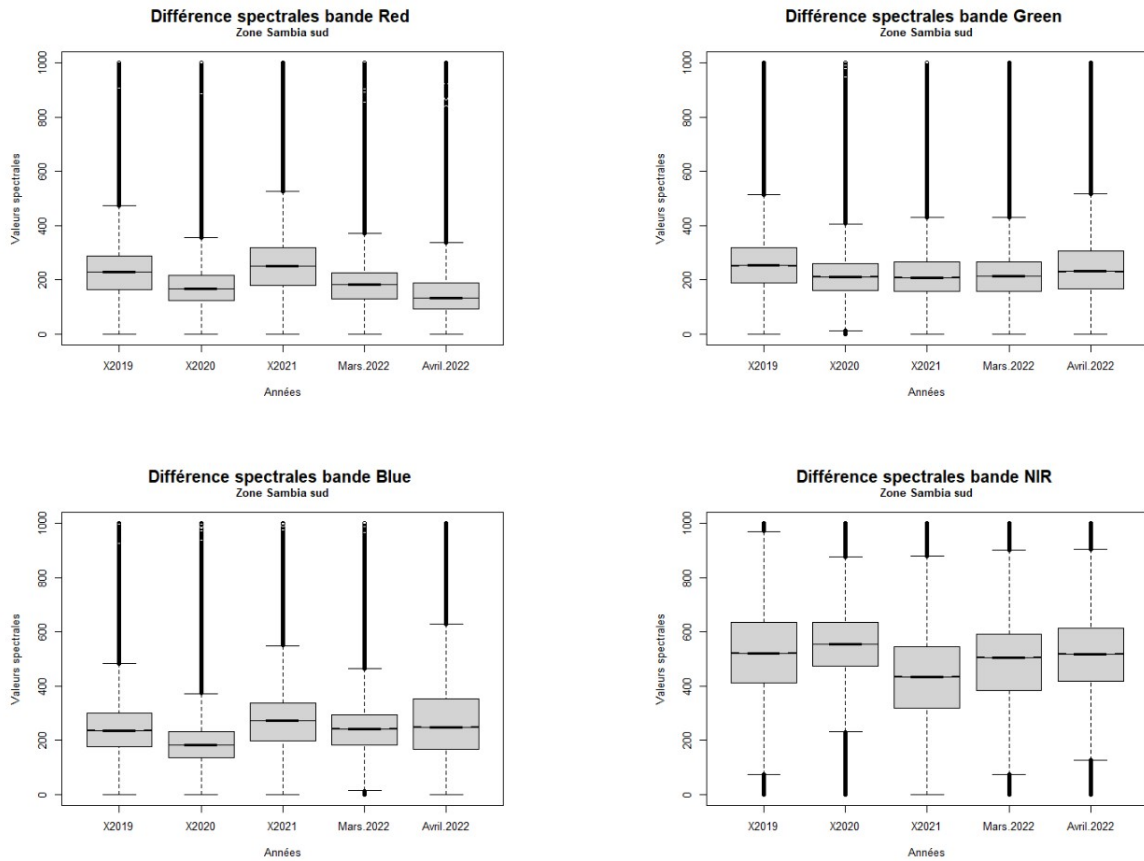 Différence spectrales bande Red
Zone Sambia sud
Valeurs spectrales
1000
800
600
400
200
0
X2019 X2020 X2021 Mars.2022 Avril.2022
Années
Différence spectrales bande Green
Zone Sambia sud
Valeurs spectrales
1000
800
600
400
200
0
X2019 X2020 X2021 Mars.2022 Avril.2022
Années
Différence spectrales bande Blue
Zone Sambia sud
Valeurs spectrales
1000
800
600
400
200
0
X2019 X2020 X2021 Mars.2022 Avril.2022
Années
Différence spectrales bande NIR
Zone Sambia sud
Valeurs spectrales
1000
800
600
400
200
0
X2019 X2020 X2021 Mars.2022 Avril.2022
Années